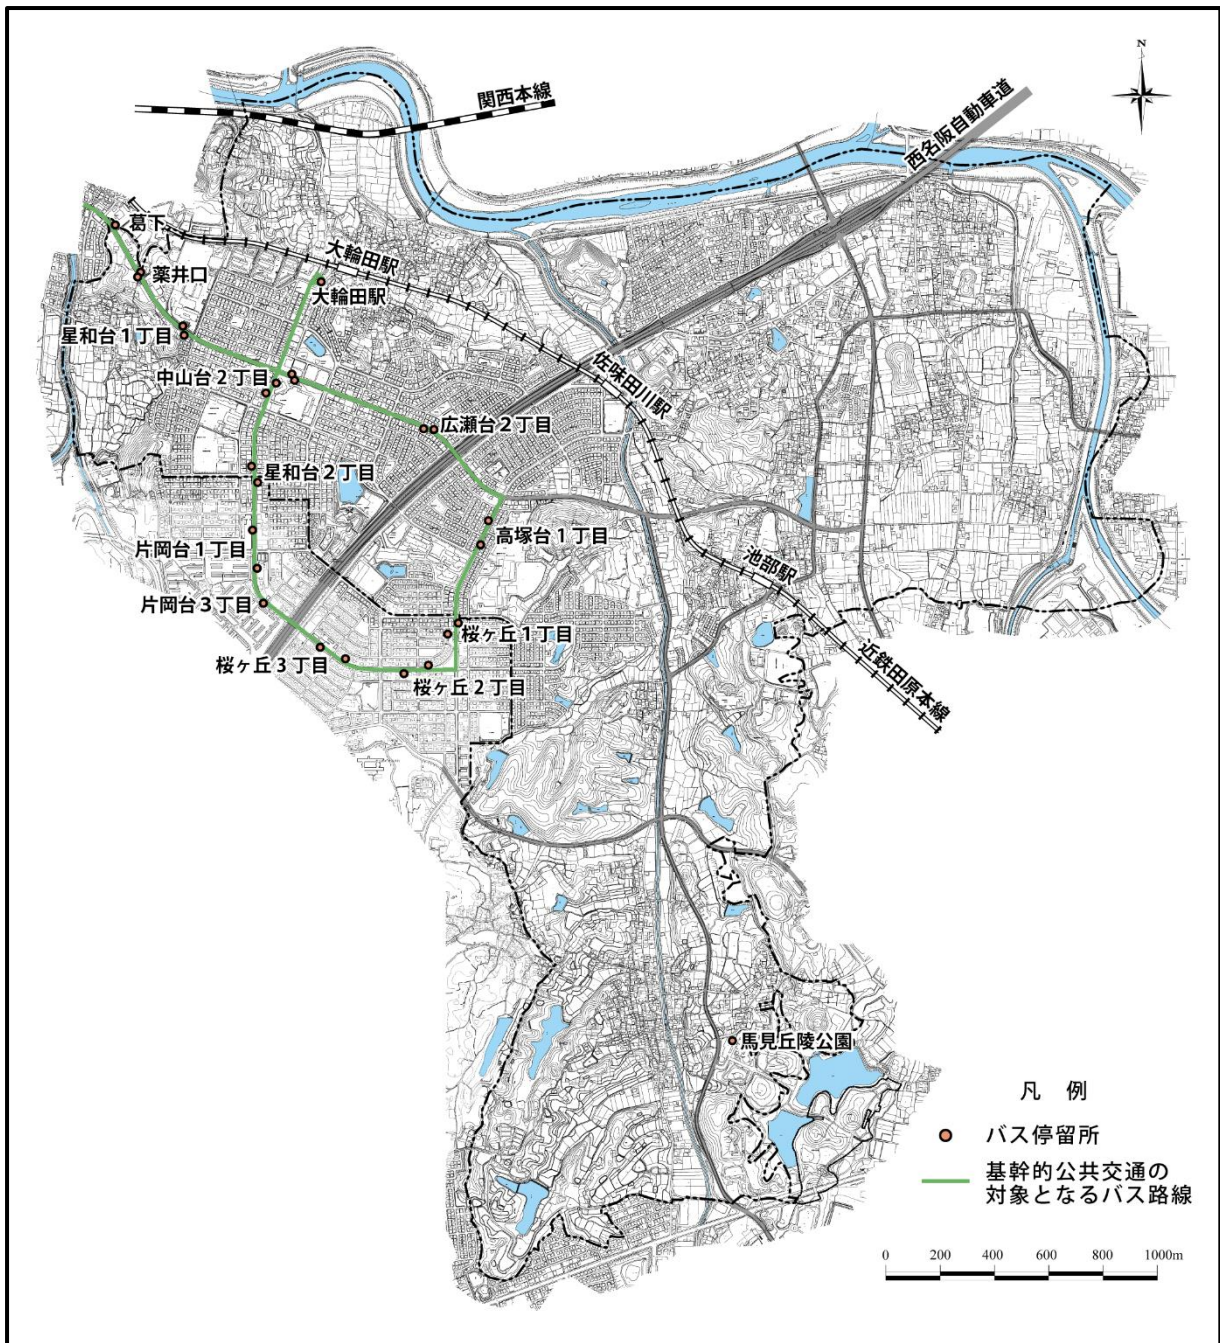 N
関西本線
西名阪自動車道
葛下
大輪田駅
薬井口
大輪田駅
星和台１丁目
佐味田川駅
中山台２丁目
広瀬台２丁目
星和台２丁目
高塚台１丁目
片岡台１丁目
池部駅
片岡台３丁目
桜ヶ丘１丁目
桜ヶ丘３丁目
近鉄田原本線
桜ヶ丘２丁目
馬見丘陵公園
凡 例
バス停留所
基幹的公共交通の
対象となるバス路線
0 200 400 600 800 1000m